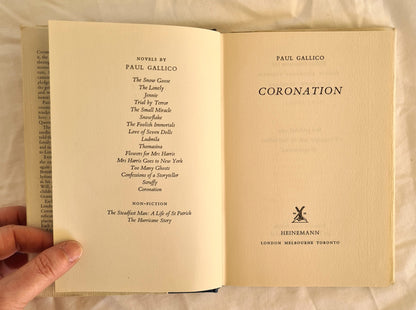 NOVELS BY
PAUL GALLICO
The Snow Goose
The Lonely
Jennie
Trial by Terror
The Small Miracle
Snowflake
The Foolish Immortals
Love of Seven Dolls
Ludmila
Thomasina
Flowers for Mrs Harris
Mrs Harris Goes to New York
Too Many Ghosts
Confessions of a Storyteller
Scruffy
Coronation
NON-FICTION
The Steadfast Man: A Life of St Patrick
The Hurricane Story
PAUL GALLICO
CORONATION
HEINEMANN
LONDON MELBOURNE TORONTO